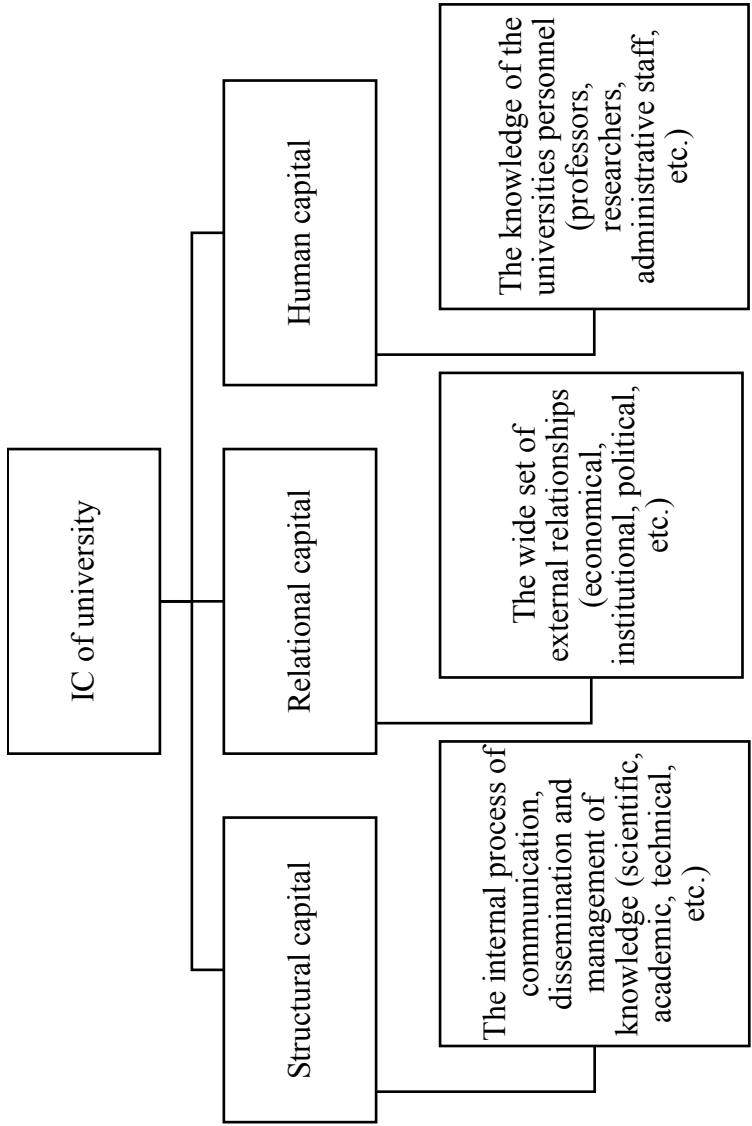 IC of university
Structural capital
Relational capital
Human capital
The internal process of
communication,
dissemination and
management of
knowledge (scientific,
academic, technical,
etc.)
The wide set of
external relationships
(economical,
institutional, political,
etc.)
The knowledge of the
universities personnel
(professors,
researchers,
administrative staff,
etc.)